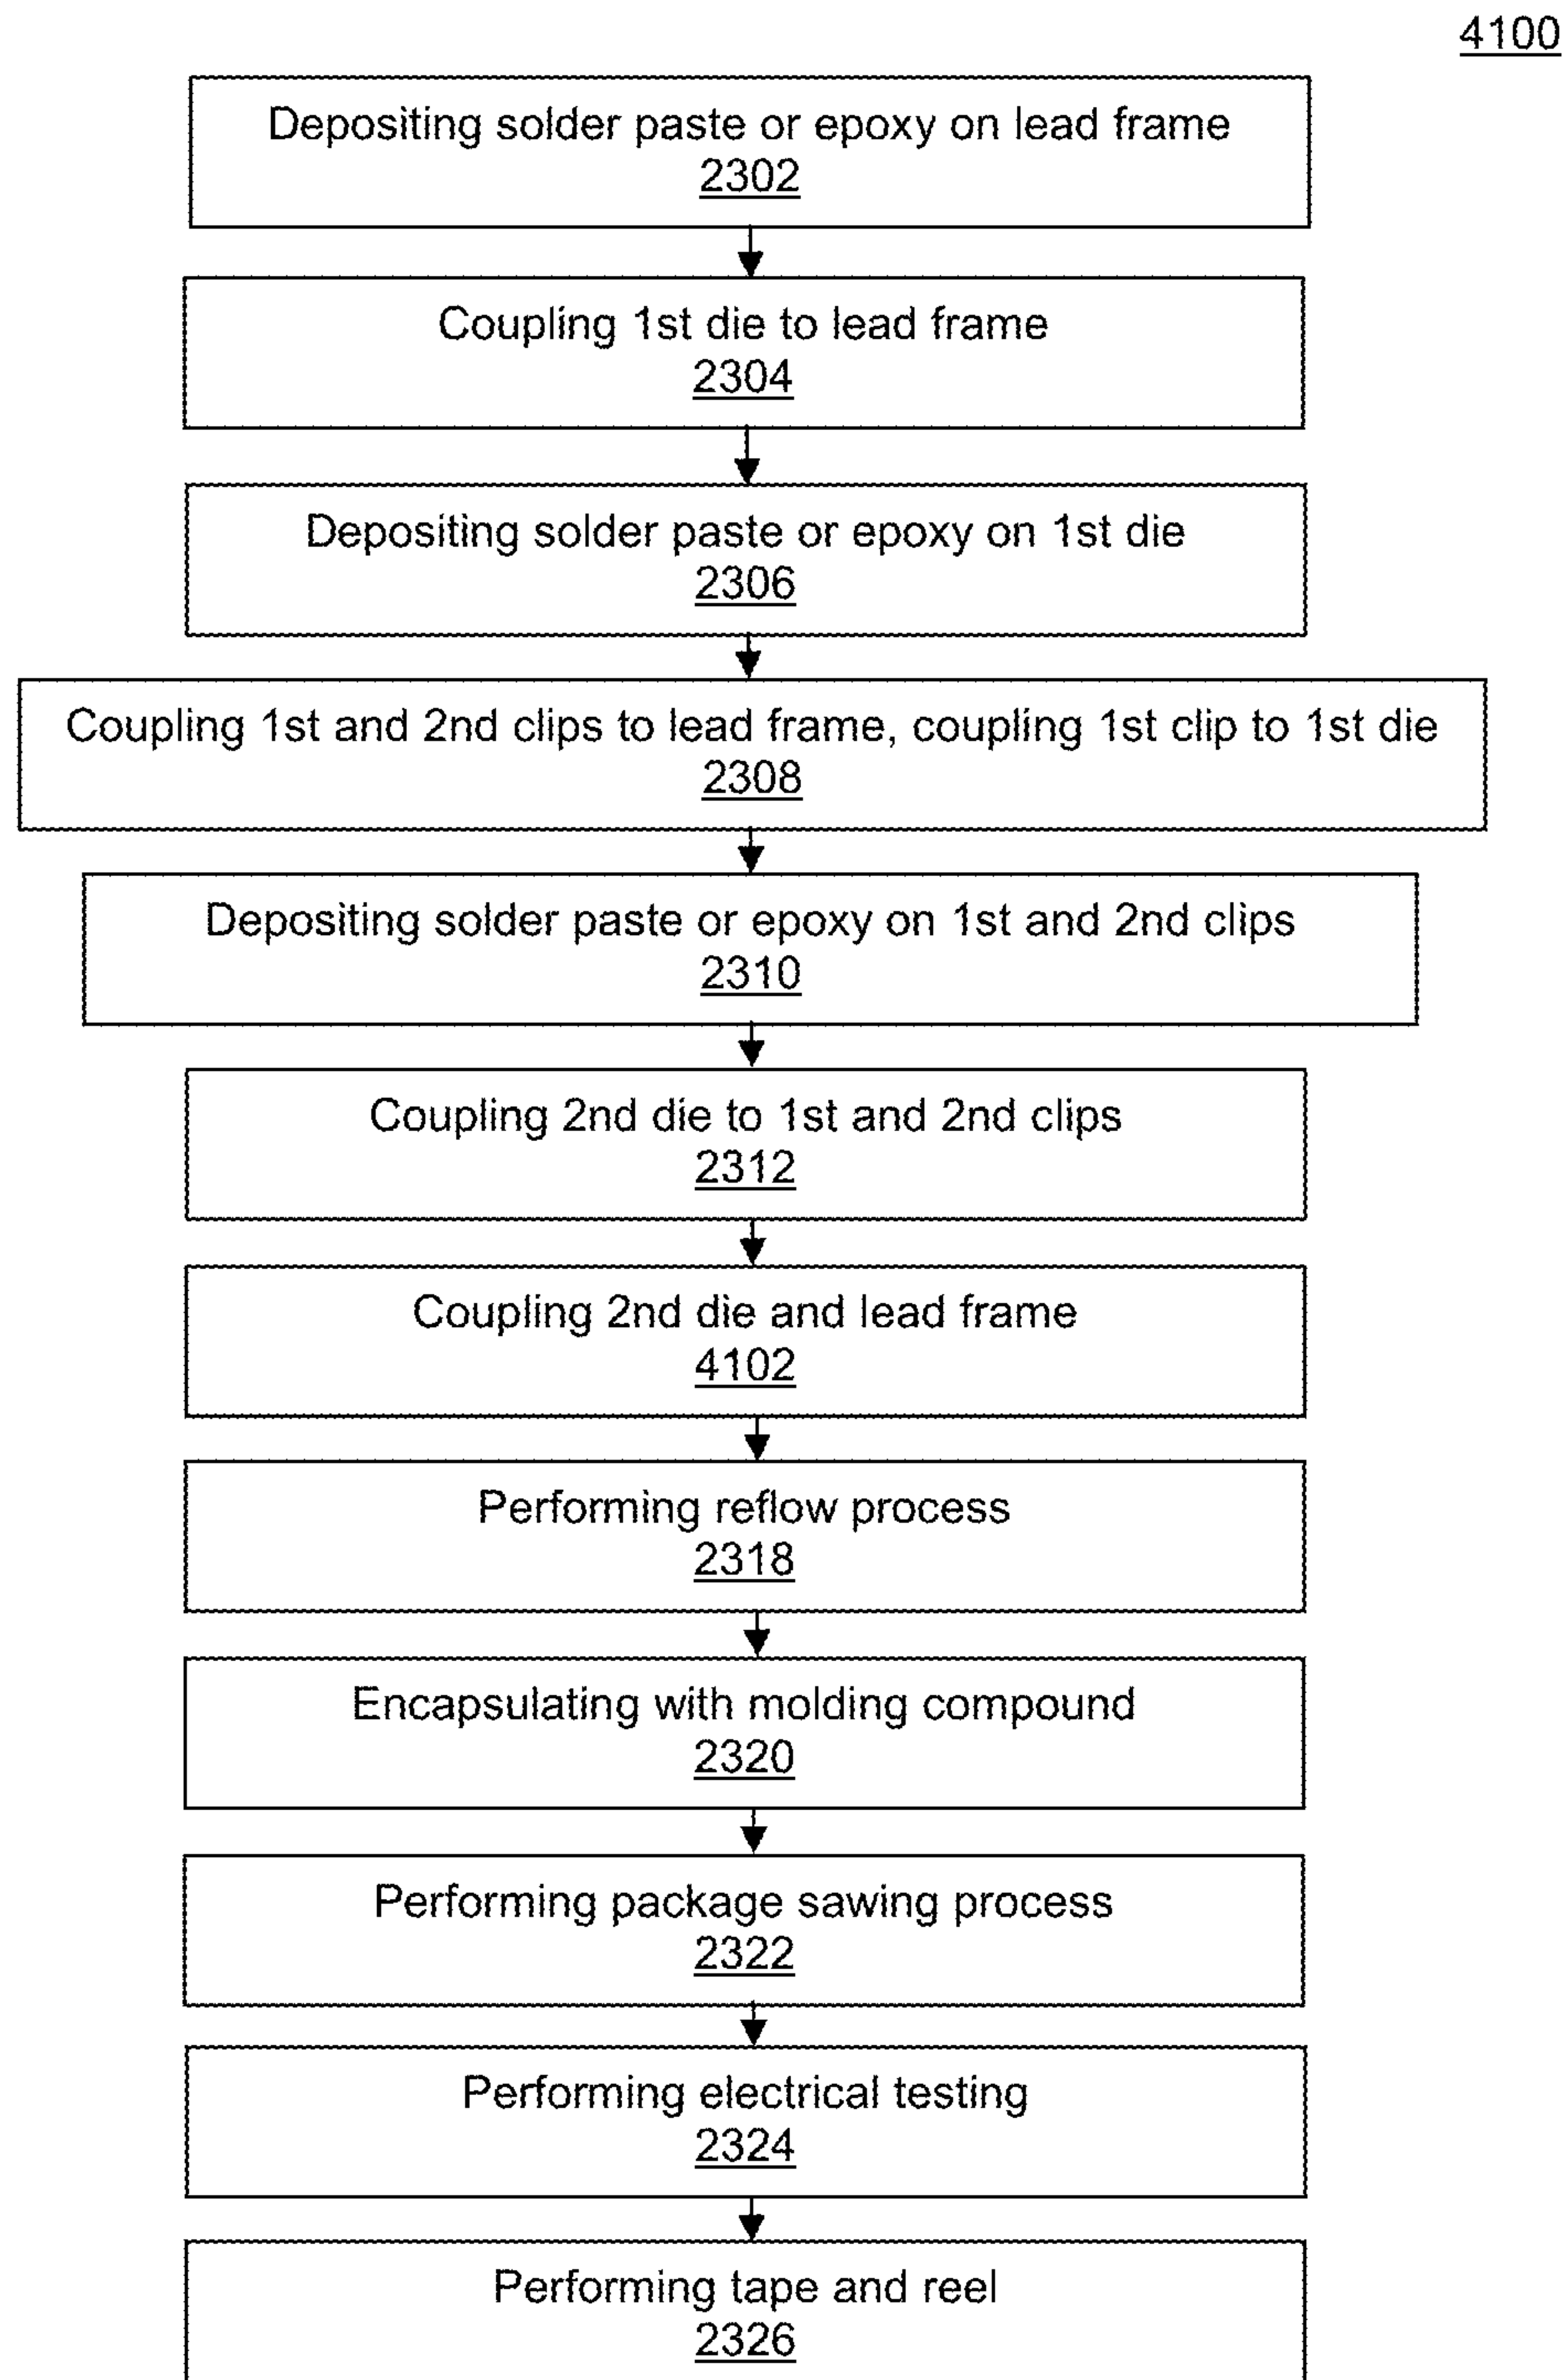 4100
Depositing solder paste or epoxy on lead frame
2302
Coupling 1st die to lead frame
2304
Depositing solder paste or epoxy on 1st die
2306
Coupling 1st and 2nd clips to lead frame, coupling 1st clip to 1st die
2308
Depositing solder paste or epoxy on 1st and 2nd clips
2310
Coupling 2nd die to 1st and 2nd clips
2312
Coupling 2nd die and lead frame
4102
Performing reflow process
2318
Encapsulating with molding compound
2320
Performing package sawing process
2322
Performing electrical testing
2324
Performing tape and reel
2326